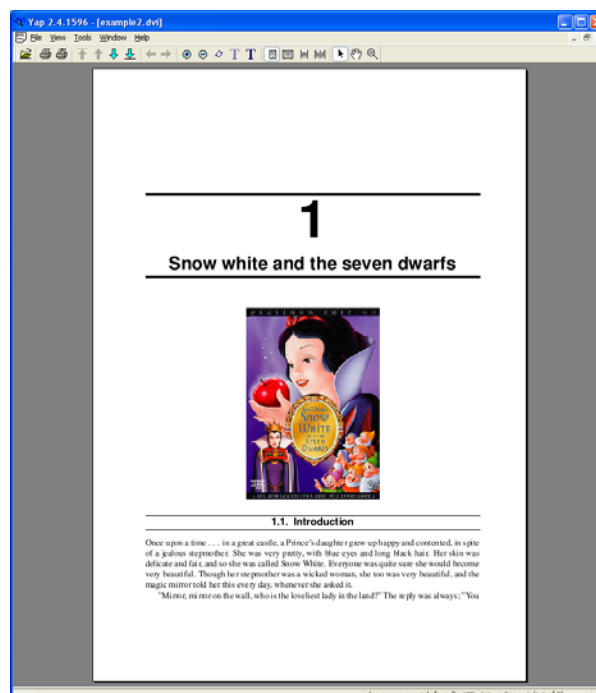 Yap 2.4.1596 - [example2.dvi]
File View Tools Window Help
1
Snow white and the seven dwarfs
PLATINUM EDITION
SNOW
WHITE
SEVEN
DWARFS
1.1. Introduction
Once upon a time . . . in a great castle, a Prince's daughter grew up happy and contented, in spite
of a jealous stepmother. She was very pretty, with blue eyes and long black hair. Her skin was
delicate and fair, and so she was called Snow White. Everyone was quite sure she would become
very beautiful. Though her stepmother was a wicked woman, she too was very beautiful, and the
magic mirror told her this every day, whenever she asked it.
"Mirror, mirror on the wall, who is the loveliest lady in the land?" The reply was always; "You